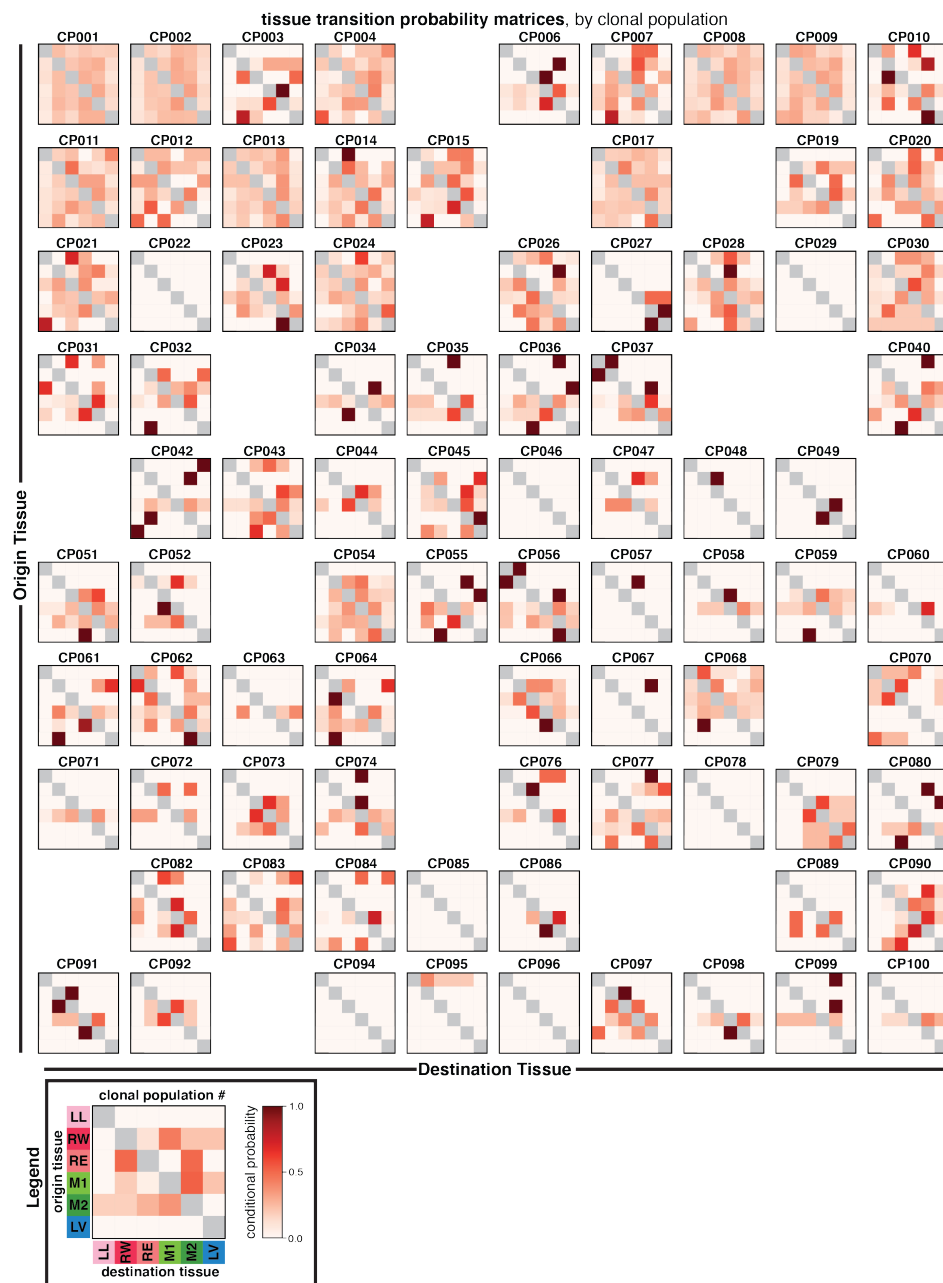 tissue transition probability matrices, by clonal population
CP001 CP002 CP003 CP004 CP006 CP007 CP008 CP009 CP010
CP011 CP012 CP013 CP014 CP015 CP017 CP019 CP020
CP021 CP022 CP023 CP024 CP026 CP027 CP028 CP029 CP030
CP031 CP032 CP034 CP035 CP036 CP037 CP040
CP042 CP043 CP044 CP045 CP046 CP047 CP048 CP049
CP051 CP052 CP054 CP055 CP056 CP057 CP058 CP059 CP060
CP061 CP062 CP063 CP064 CP066 CP067 CP068 CP070
CP071 CP072 CP073 CP074 CP076 CP077 CP078 CP079 CP080
CP082 CP083 CP084 CP085 CP086 CP089 CP090
CP091 CP092 CP094 CP095 CP096 CP097 CP098 CP099 CP100
Origin Tissue
Destination Tissue
Legend
clonal population #
origin tissue
LL
RW
RE
M1
M2
LV
LL RW RE M1 M2 LV
destination tissue
conditional probability
1.0
0.5
0.0